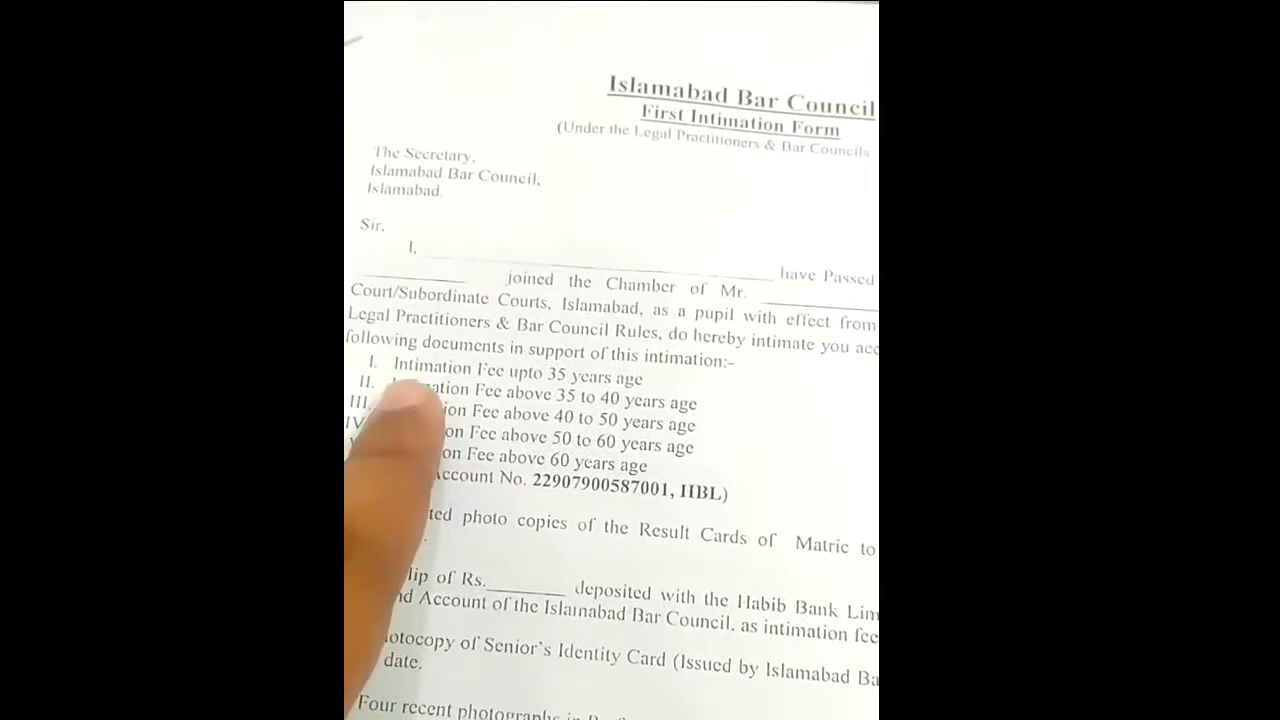 Islamabad Bar Council
First Intimation Form
(Under the Legal Practitioners & Bar Councils
The Secretary,
Islamabad Bar Council,
Islamabad.
Sir.
I. ____________ have Passed
____________ joined the Chamber of Mr. ____________
Court/Subordinate Courts, Islamabad, as a pupil with effect from
Legal Practitioners & Bar Council Rules, do hereby intimate you
following documents in support of this intimation:-
I. Intimation Fee upto 35 years age
II. Fee above 35 to 40 years age
III. Fee above 40 to 50 years age
IV Fee above 50 to 60 years age
Fee above 60 years age
Account No. 22907900587001, HBL)
photo copies of the Result Cards of Matric to
of Rs.________ deposited with the Habib Bank
Account of the Islamabad Bar Council. as intimation fee
of Senior's Identity Card (Issued by Islamabad
date.
Four recent photographs in